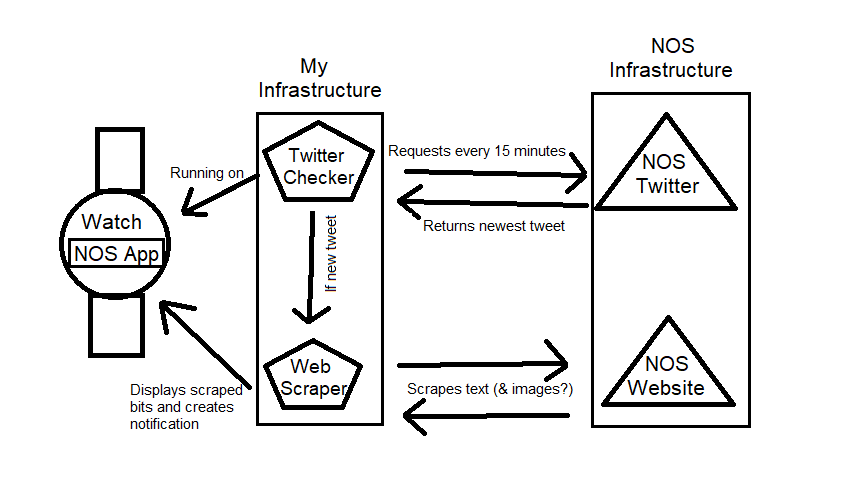 My
Infrastructure
NOS
Infrastructure
Twitter
Checker
Requests every 15 minutes
NOS
Twitter
Running on
Returns newest tweet
Watch
NOS App
If new tweet
Web
Scraper
NOS
Website
Scrapes text (& images?)
Displays scraped
bits and creates
notification